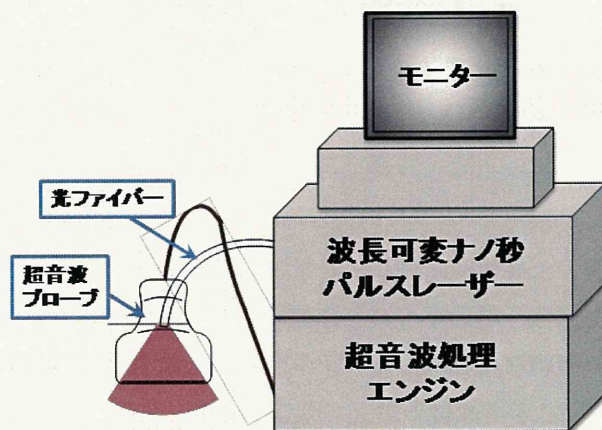 モニター
光ファイバー
波長可変ナノ秒
パルスレーザー
超音波
プローブ
超音波処理
エンジン